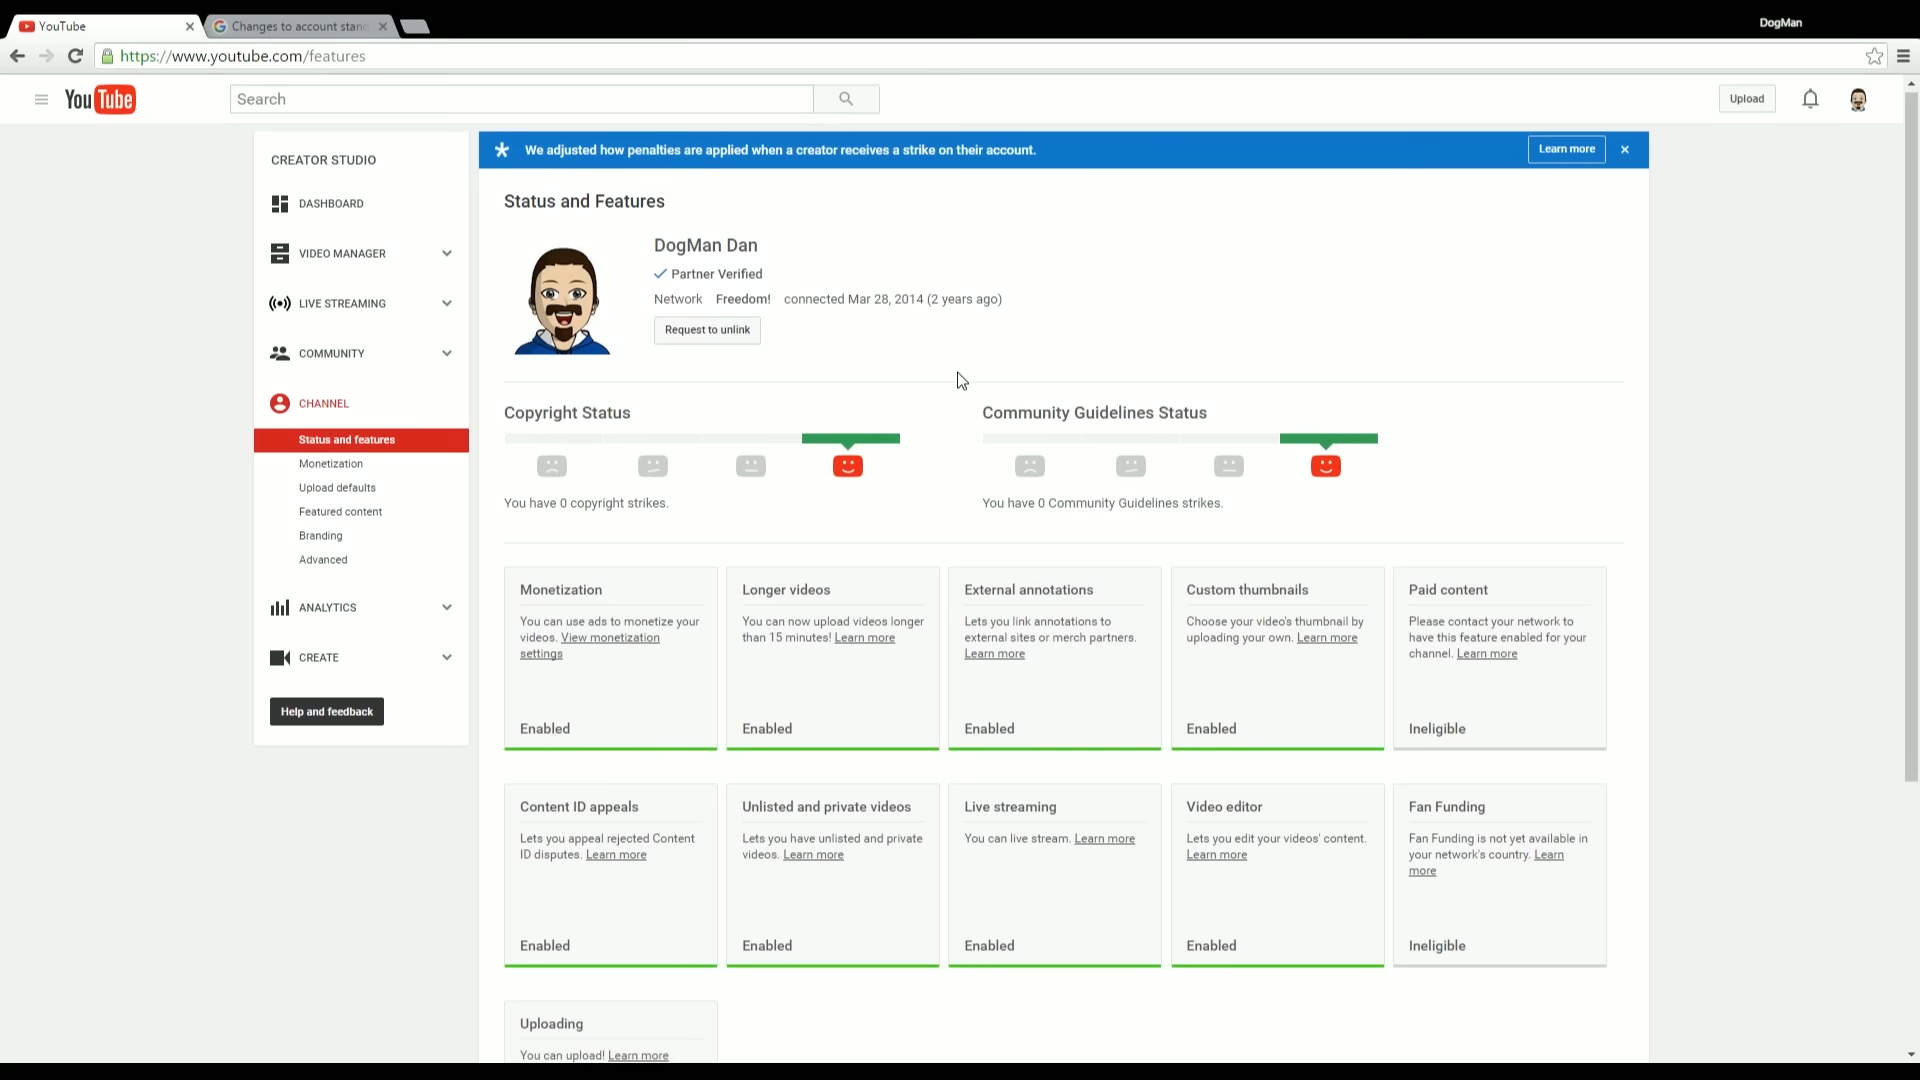 YouTube
Changes to account stan
DogMan
https://www.youtube.com/features
YouTube
Search
Upload
CREATOR STUDIO
DASHBOARD
VIDEO MANAGER
LIVE STREAMING
COMMUNITY
CHANNEL
Status and features
Monetization
Upload defaults
Featured content
Branding
Advanced
ANALYTICS
CREATE
Help and feedback
We adjusted how penalties are applied when a creator receives a strike on their account.
Learn more
Status and Features
DogMan Dan
Partner Verified
Network Freedom! connected Mar 28, 2014 (2 years ago)
Request to unlink
Copyright Status
You have 0 copyright strikes.
Community Guidelines Status
You have 0 Community Guidelines strikes.
Monetization
You can use ads to monetize your
videos. View monetization
settings
Enabled
Longer videos
You can now upload videos longer
than 15 minutes! Learn more
Enabled
External annotations
Lets you link annotations to
external sites or merch partners.
Learn more
Enabled
Custom thumbnails
Choose your video's thumbnail by
uploading your own. Learn more
Enabled
Paid content
Please contact your network to
have this feature enabled for your
channel. Learn more
Ineligible
Content ID appeals
Lets you appeal rejected Content
ID disputes. Learn more
Enabled
Unlisted and private videos
Lets you have unlisted and private
videos. Learn more
Enabled
Live streaming
You can live stream. Learn more
Enabled
Video editor
Lets you edit your videos' content.
Learn more
Enabled
Fan Funding
Fan Funding is not yet available in
your network's country. Learn
more
Ineligible
Uploading
You can upload! Learn more